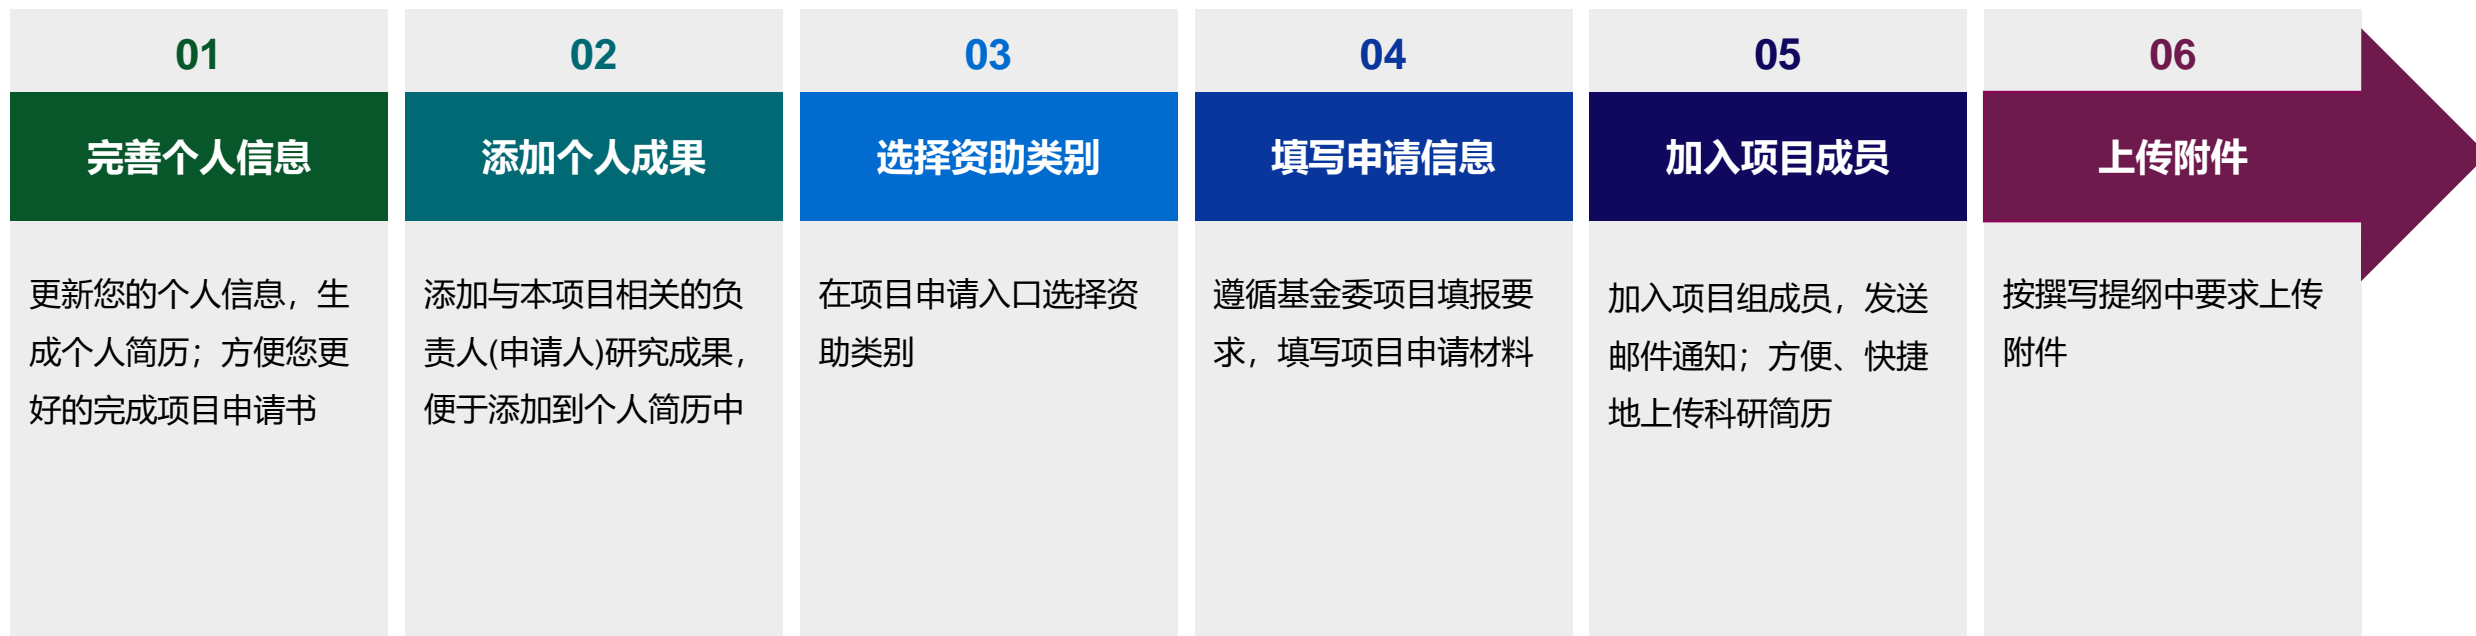 01
完善个人信息
更新您的个人信息，生
成个人简历；方便您更
好的完成项目申请书
02
添加个人成果
添加与本项目相关的负
责人(申请人)研究成果，
便于添加到个人简历中
03
选择资助类别
在项目申请入口选择资
助类别
04
填写申请信息
遵循基金委项目填报要
求，填写项目申请材料
05
加入项目成员
加入项目组成员，发送
邮件通知；方便、快捷
地上传科研简历
06
上传附件
按撰写提纲中要求上传
附件